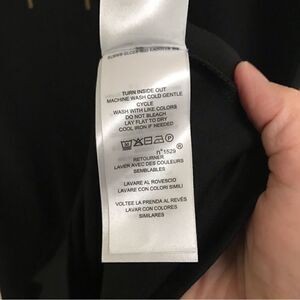 TURN INSIDE OUT
MACHINE WASH COLD GENTLE
CYCLE
WASH WITH LIKE COLORS
DO NOT BLEACH
LAY FLAT TO DRY
COOL IRON IF NEEDED
n°1529
RETOURNER
LAVER AVEC DES COULEURS
SEMBLABLES
LAVARE AL ROVESCIO
LAVARE CON COLORI SIMILI
VOLTEE LA PRENDA AL REVÉS
LAVAR CON COLORES
SIMILARES